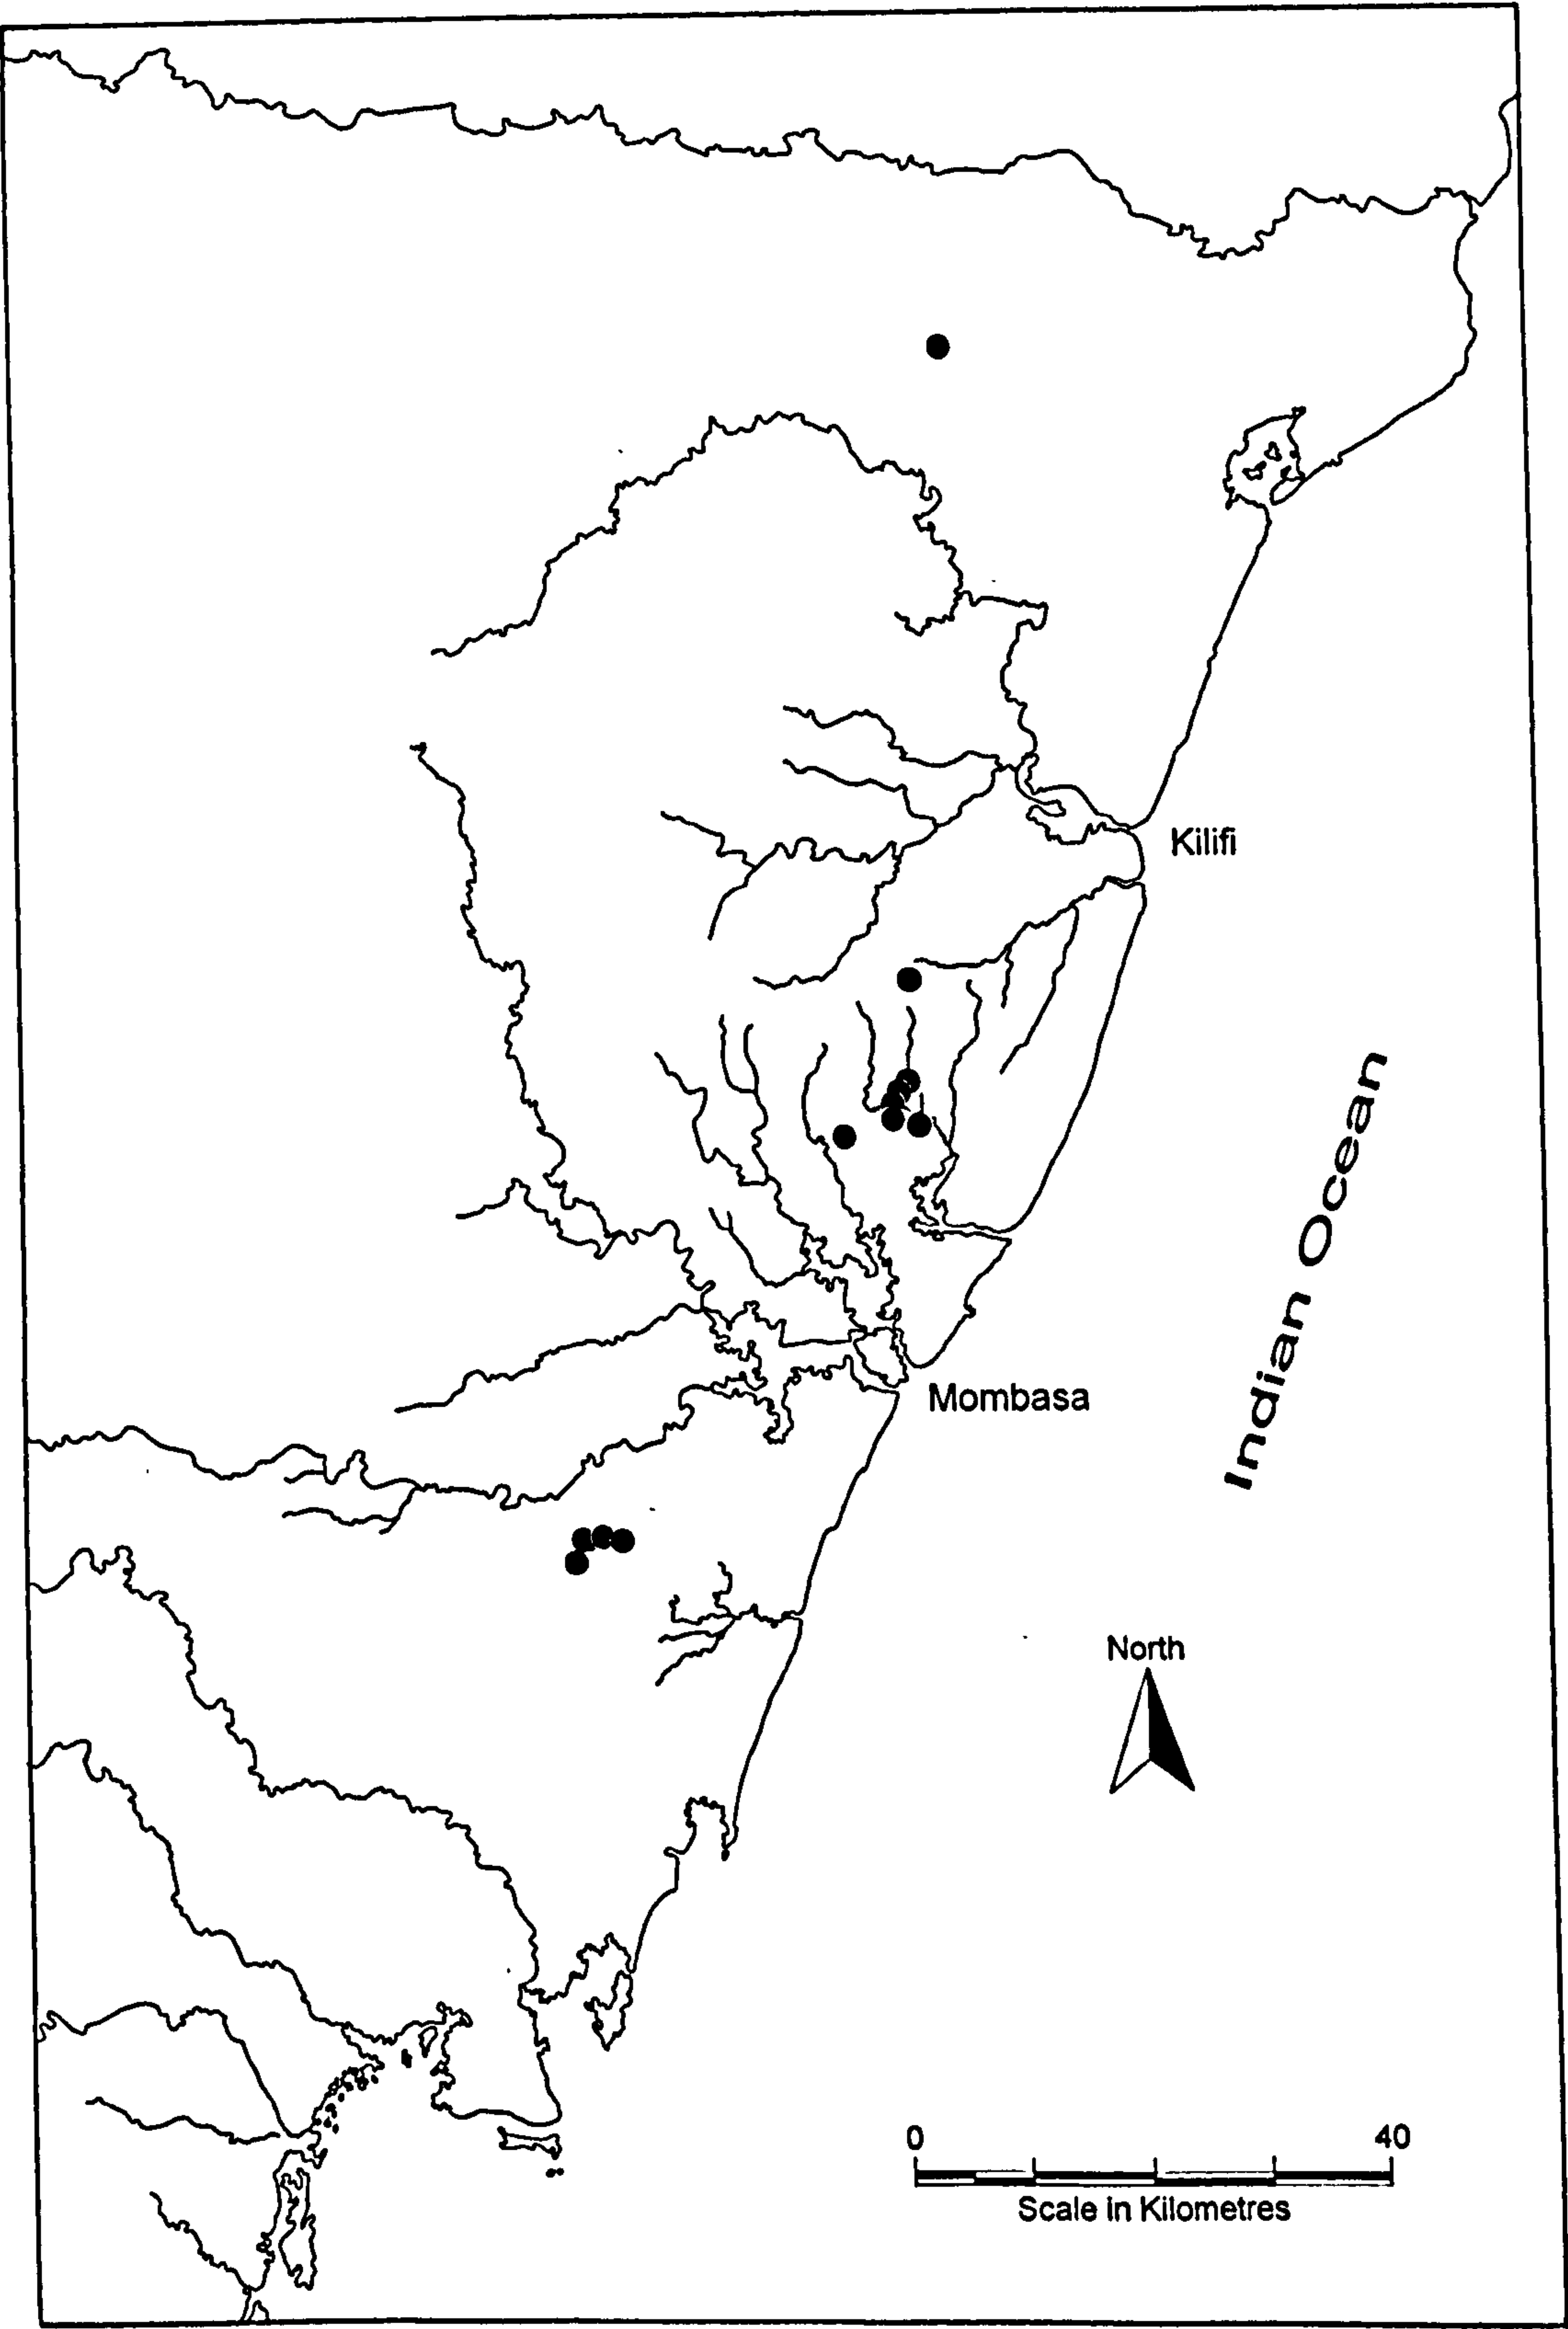 Kilifi
Indian Ocean
Mombasa
North
0 40
Scale in Kilometres